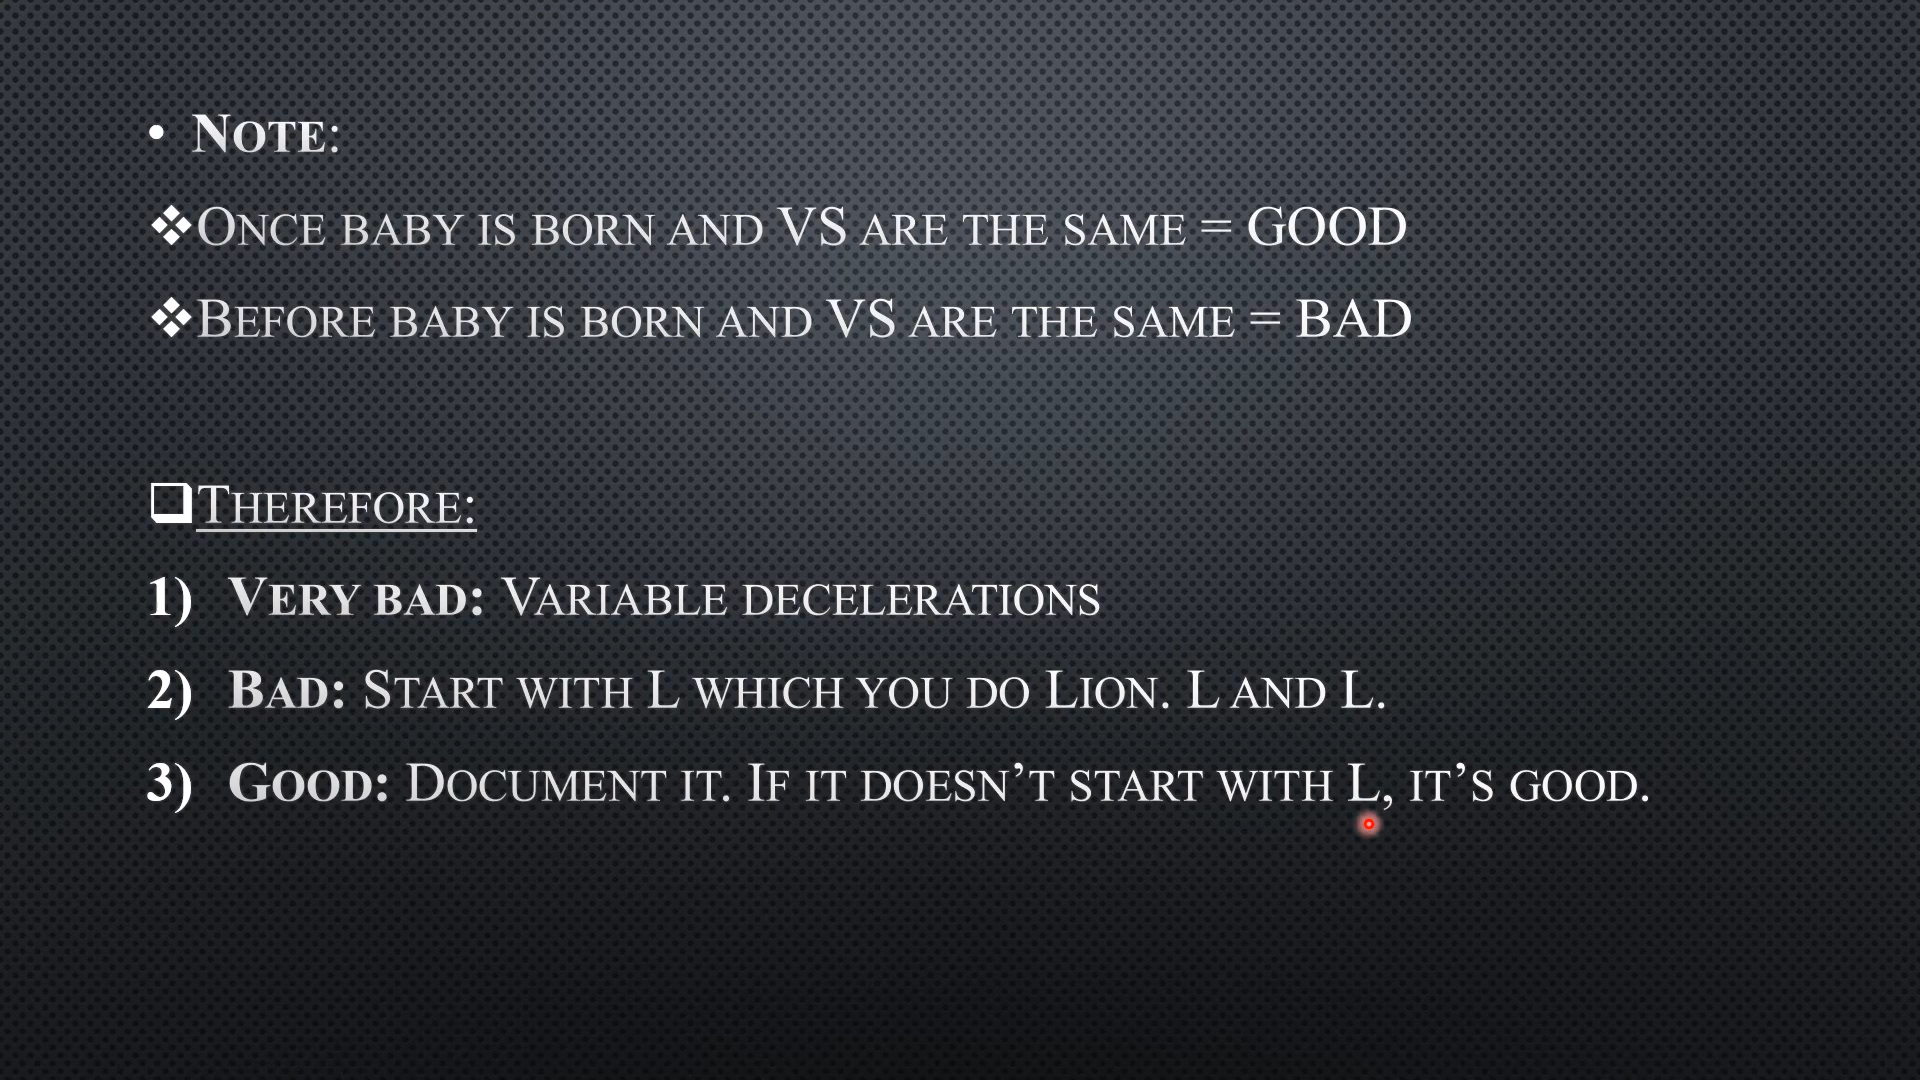 • Note:
❖Once baby is born and VS are the same = GOOD
❖Before baby is born and VS are the same = BAD
❑Therefore:
1) Very bad: Variable decelerations
2) Bad: Start with L which you do Lion. L and L.
3) Good: Document it. If it doesn’t start with L, it’s good.